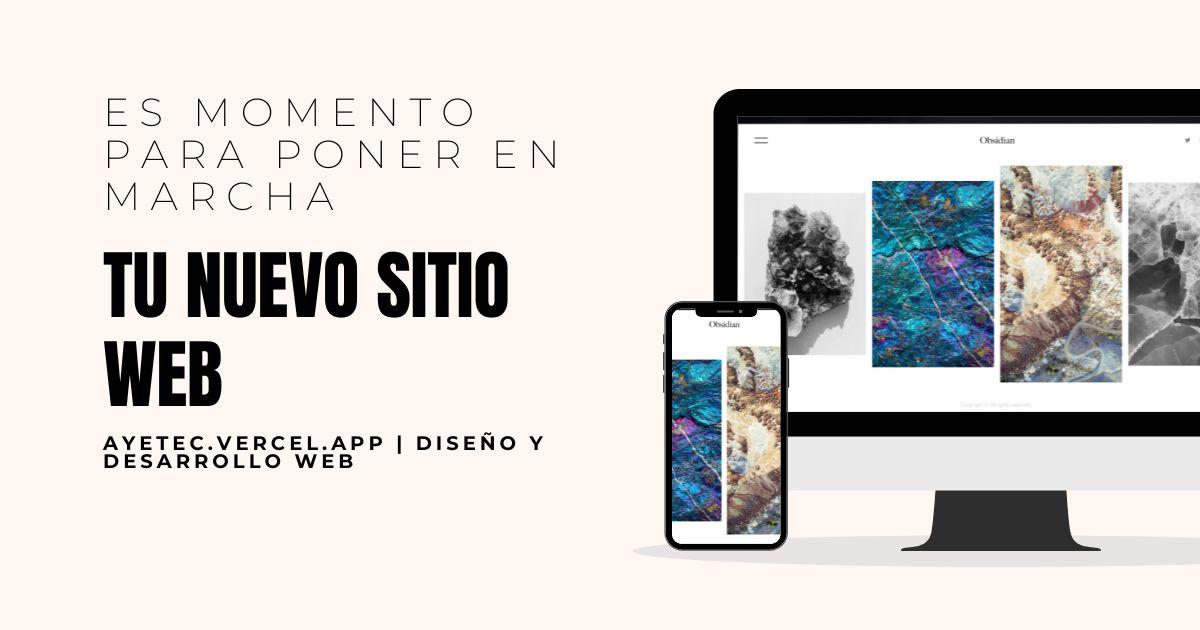 ES MOMENTO
PARA PONER EN
MARCHA
TU NUEVO SITIO
WEB
AYETEC.VERCEL.APP | DISEÑO Y
DESARROLLO WEB
Obsidian
Obsidian